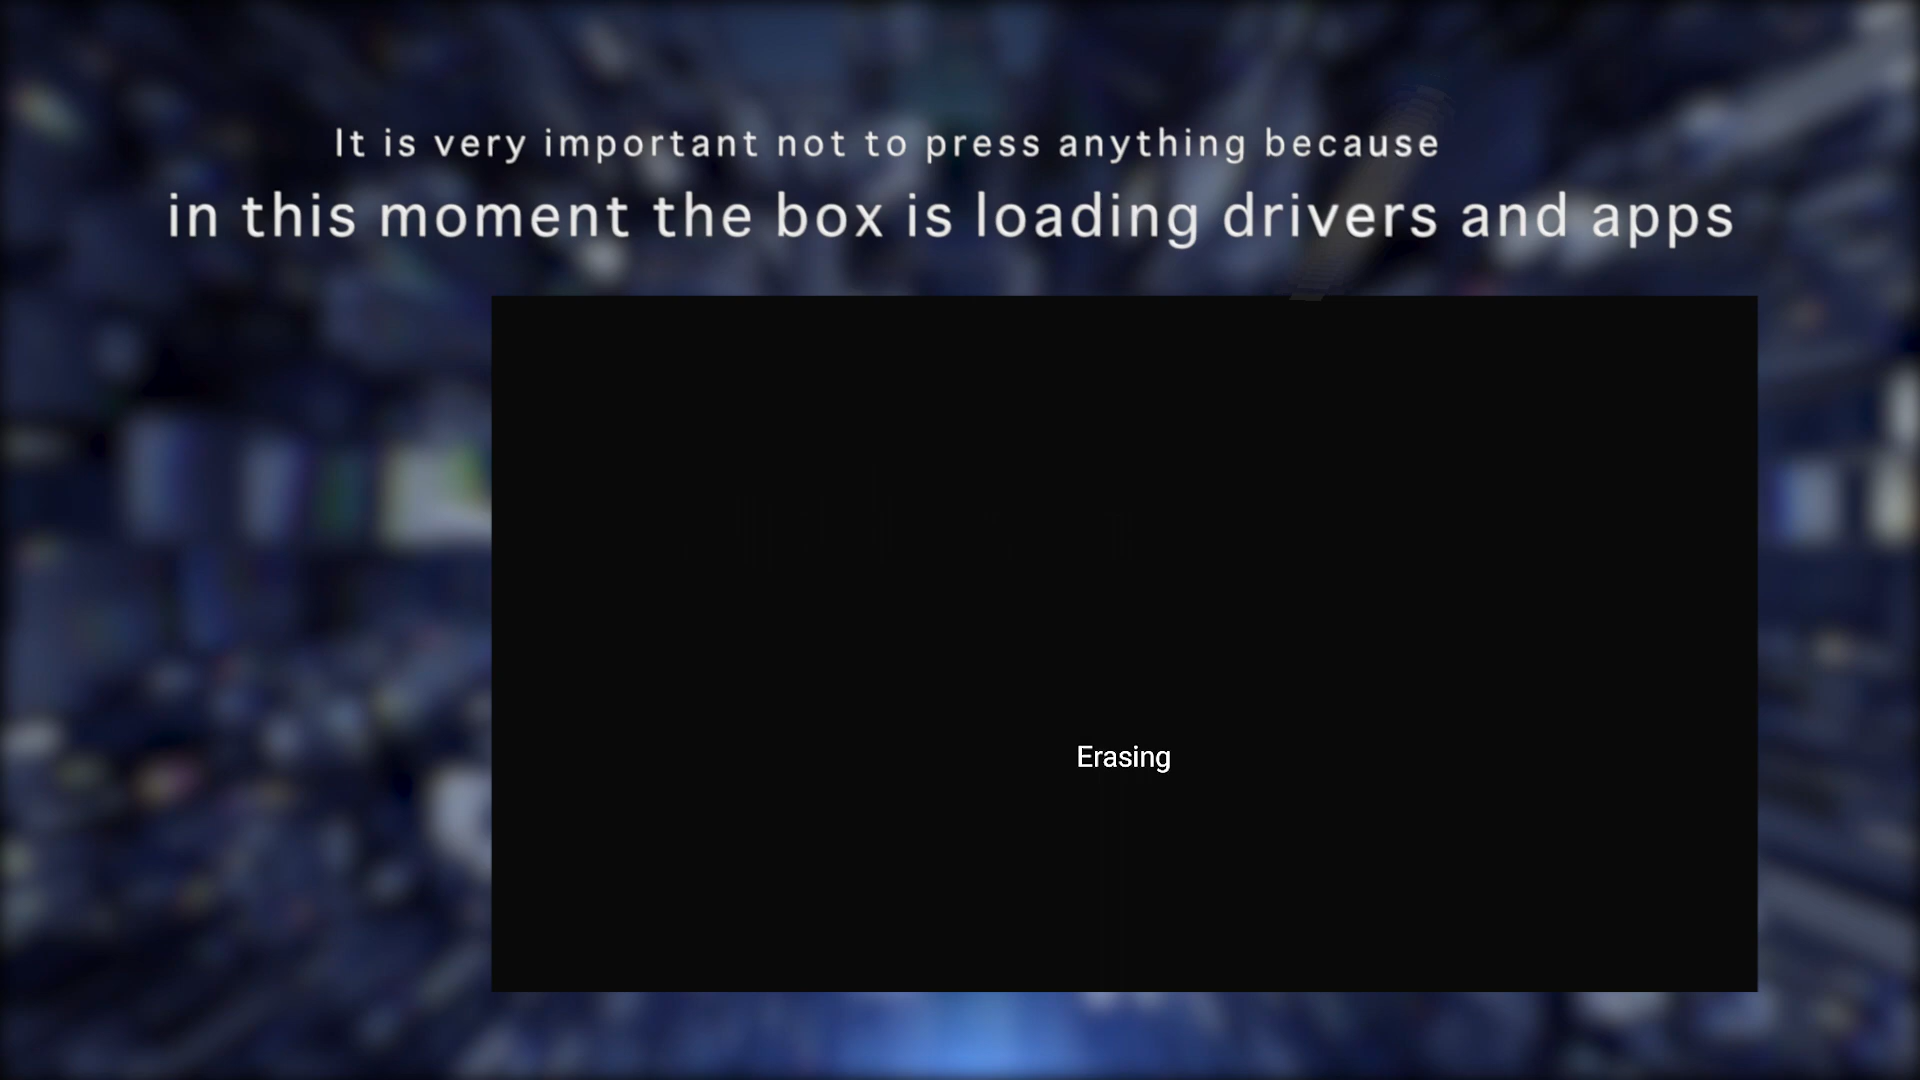 It is very important not to press anything because
in this moment the box is loading drivers and apps
Erasing